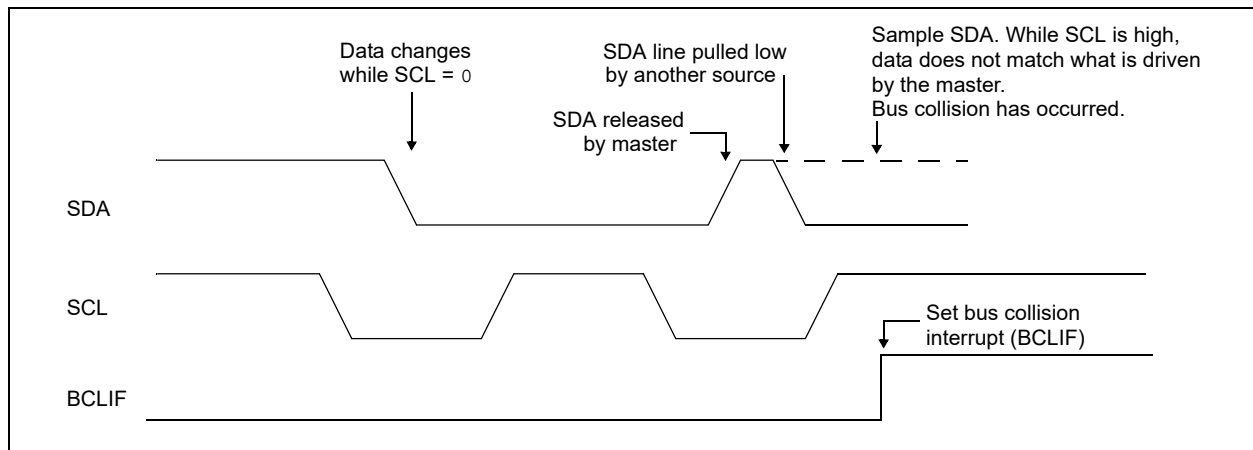 Data changes
while SCL = 0
SDA line pulled low
by another source
Sample SDA. While SCL is high,
data does not match what is driven
by the master.
Bus collision has occurred.
SDA released
by master
SDA
SCL
Set bus collision
interrupt (BCLIF)
BCLIF